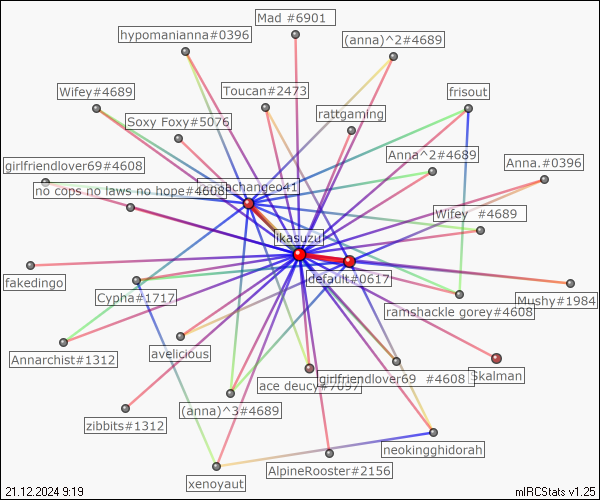 Mad #6901
hypomanianna#0396
(anna)^2#4689
Wifey#4689
Toucan#2473
frisout
rattgaming
Soxy Foxy#5076
Anna^2#4689
girlfriendlover69#4608
Anna.#0396
no cops no laws no hope#4608
achangeo41
Wifey #4689
ikasuzu
fakedingo
default#0617
Cypha#1717
Mushy#1984
ramshackle gorey#4608
Annarchist#1312
avelicious
Skalman
girlfriendlover69 #4608
ace deucy#7097
(anna)^3#4689
zibbits#1312
neokingghidorah
AlpineRooster#2156
xenoyaut
21.12.2024 9:19
mIRCStats v1.25